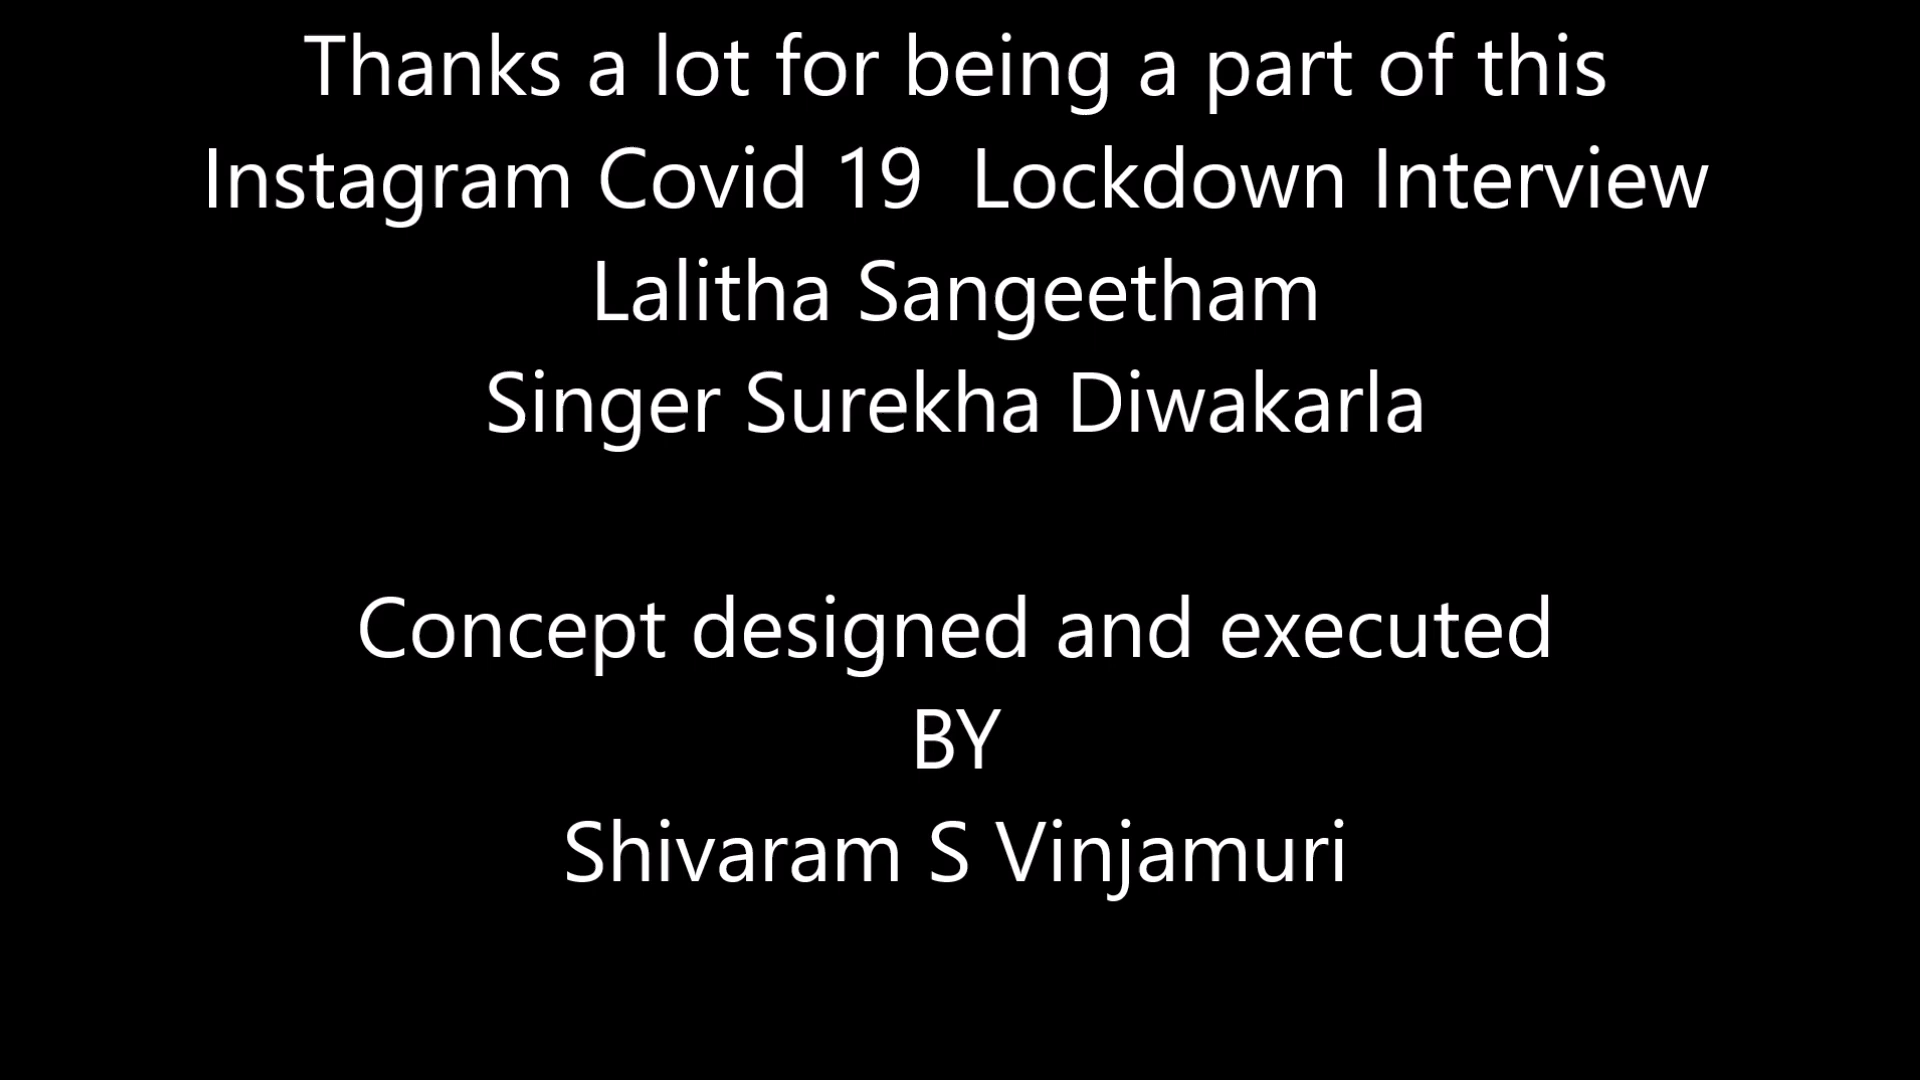 Thanks a lot for being a part of this
Instagram Covid 19  Lockdown Interview
Lalitha Sangeetham
Singer Surekha Diwakarla
Concept designed and executed
BY
Shivaram S Vinjamuri